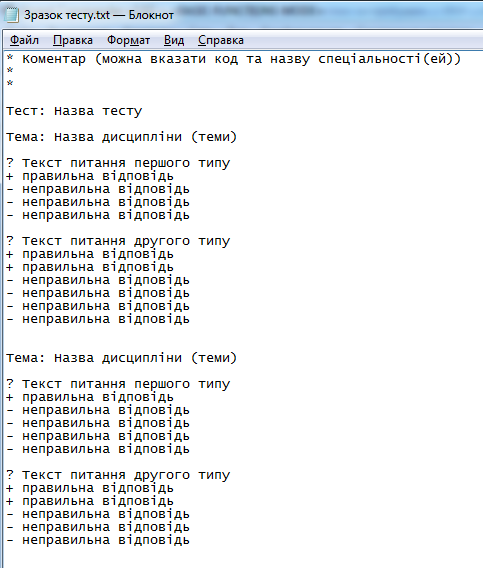 Зразок тесту.txt — Блокнот
Файл Правка Формат Вид Справка
* Коментар (можна вказати код та назву спеціальності(ей))
*
*
Тест: Назва тесту
Тема: Назва дисципліни (теми)
? Текст питання першого типу
+ правильна відповідь
- неправильна відповідь
- неправильна відповідь
- неправильна відповідь
? Текст питання другого типу
+ правильна відповідь
+ правильна відповідь
- неправильна відповідь
- неправильна відповідь
- неправильна відповідь
- неправильна відповідь
Тема: Назва дисципліни (теми)
? Текст питання першого типу
+ правильна відповідь
- неправильна відповідь
- неправильна відповідь
- неправильна відповідь
- неправильна відповідь
? Текст питання другого типу
+ правильна відповідь
+ правильна відповідь
- неправильна відповідь
- неправильна відповідь
- неправильна відповідь